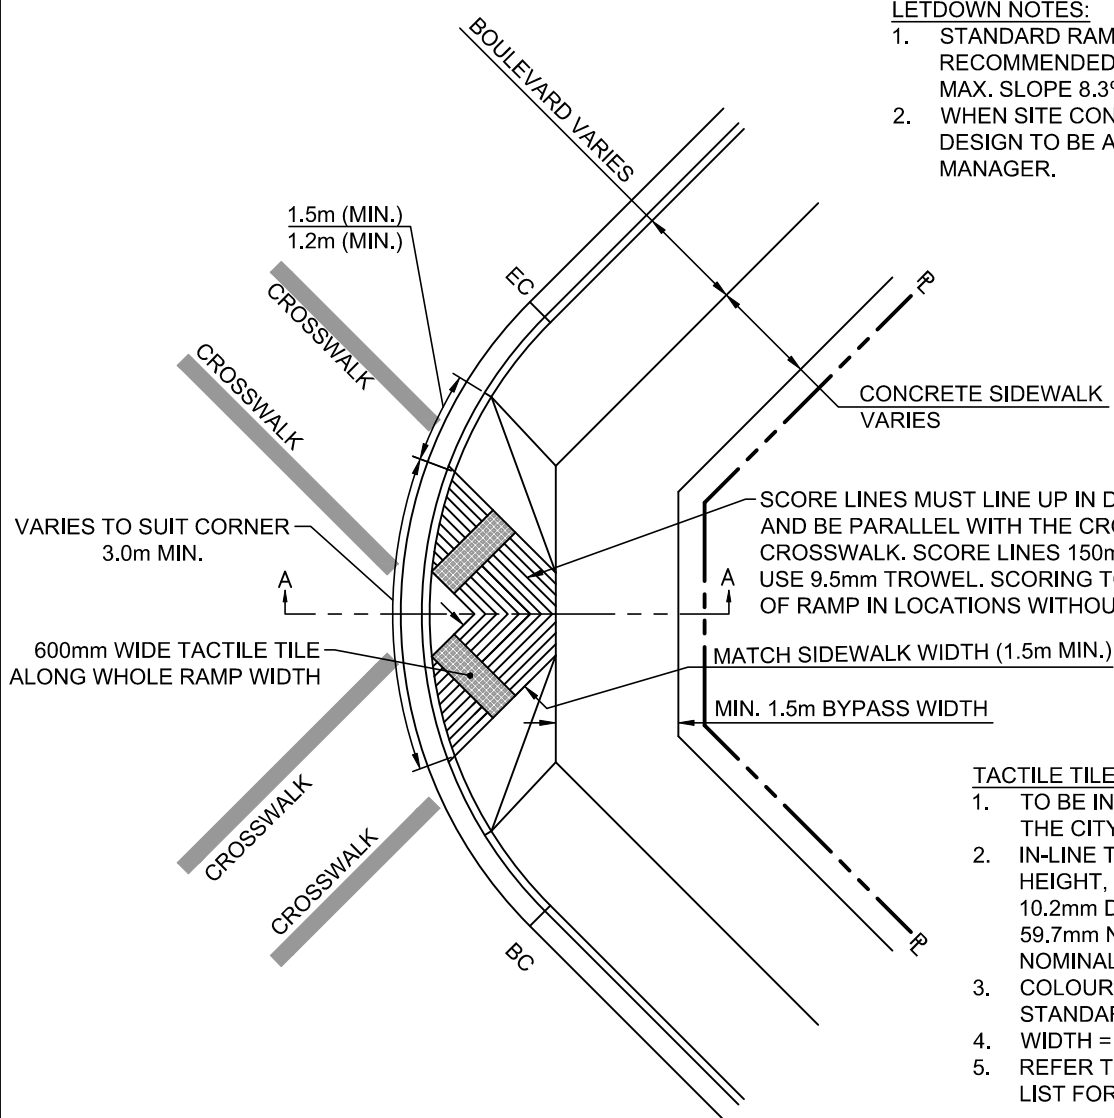 LETDOWN NOTES:
1. STANDARD RAM
RECOMMENDED
MAX. SLOPE 8.3%
2. WHEN SITE CON
DESIGN TO BE A
MANAGER.
BOULEVARD VARIES
1.5m (MIN.)
1.2m (MIN.)
EC
CROSSWALK
CROSSWALK
PL
CONCRETE SIDEWALK
VARIES
SCORE LINES MUST LINE UP IN D
AND BE PARALLEL WITH THE CRO
CROSSWALK. SCORE LINES 150m
USE 9.5mm TROWEL. SCORING TO
OF RAMP IN LOCATIONS WITHOU
VARIES TO SUIT CORNER
3.0m MIN.
A
A
600mm WIDE TACTILE TILE
ALONG WHOLE RAMP WIDTH
MATCH SIDEWALK WIDTH (1.5m MIN.)
MIN. 1.5m BYPASS WIDTH
CROSSWALK
CROSSWALK
BC
PL
TACTILE TILE
1. TO BE IN
THE CITY
2. IN-LINE T
HEIGHT,
10.2mm D
59.7mm N
NOMINAL
3. COLOUR
STANDAR
4. WIDTH =
5. REFER T
LIST FOR